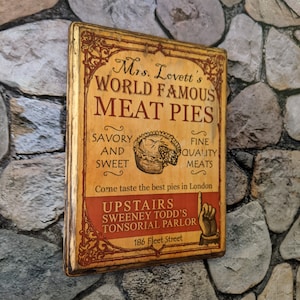 Mrs. Lovett's
WORLD FAMOUS
MEAT PIES
SAVORY
AND
SWEET
FINE
QUALITY
MEATS
Come taste the best pies in London
UPSTAIRS
SWEENEY TODD'S
TONSORIAL PARLOR
186 Fleet Street